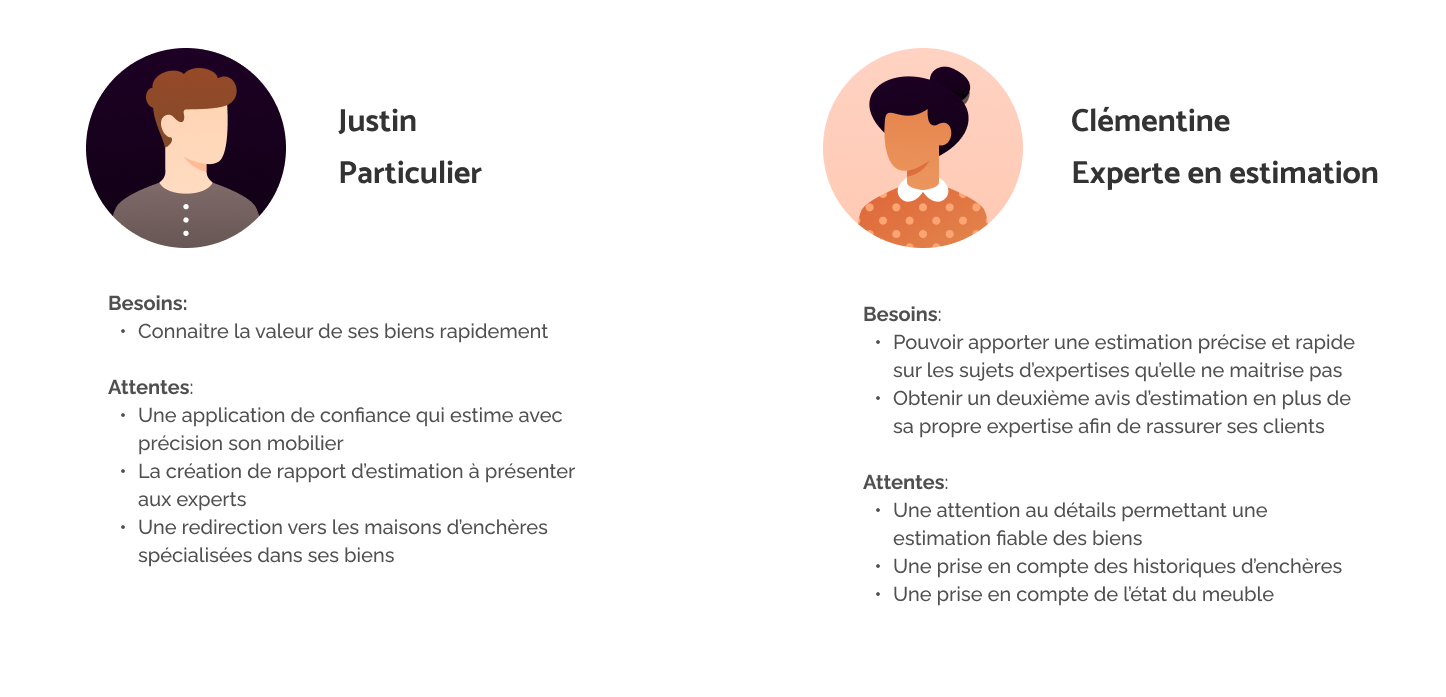 Justin
Particulier
Besoins:
• Connaitre la valeur de ses biens rapidement
Attentes:
• Une application de confiance qui estime avec
précision son mobilier
• La création de rapport d'estimation à présenter
aux experts
• Une redirection vers les maisons d'enchères
spécialisées dans ses biens
Clémentine
Experte en estimation
Besoins:
• Pouvoir apporter une estimation précise et rapide
sur les sujets d'expertises qu'elle ne maitrise pas
• Obtenir un deuxième avis d'estimation en plus de
sa propre expertise afin de rassurer ses clients
Attentes:
• Une attention au détails permettant une
estimation fiable des biens
• Une prise en compte des historiques d'enchères
• Une prise en compte de l'état du meuble